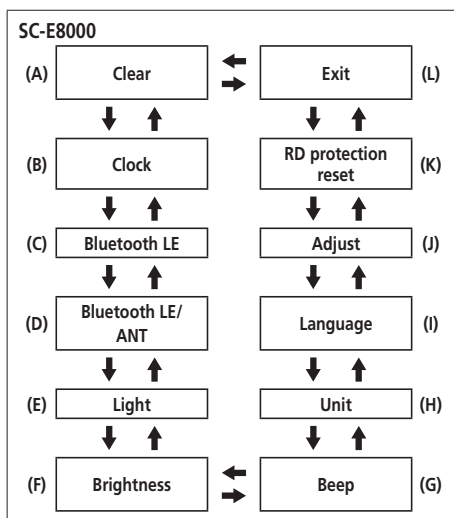 SC-E8000
(A) Clear Exit (L)
(B) Clock RD protection
reset (K)
(C) Bluetooth LE Adjust (J)
(D) Bluetooth LE/
ANT Language (I)
(E) Light Unit (H)
(F) Brightness Beep (G)